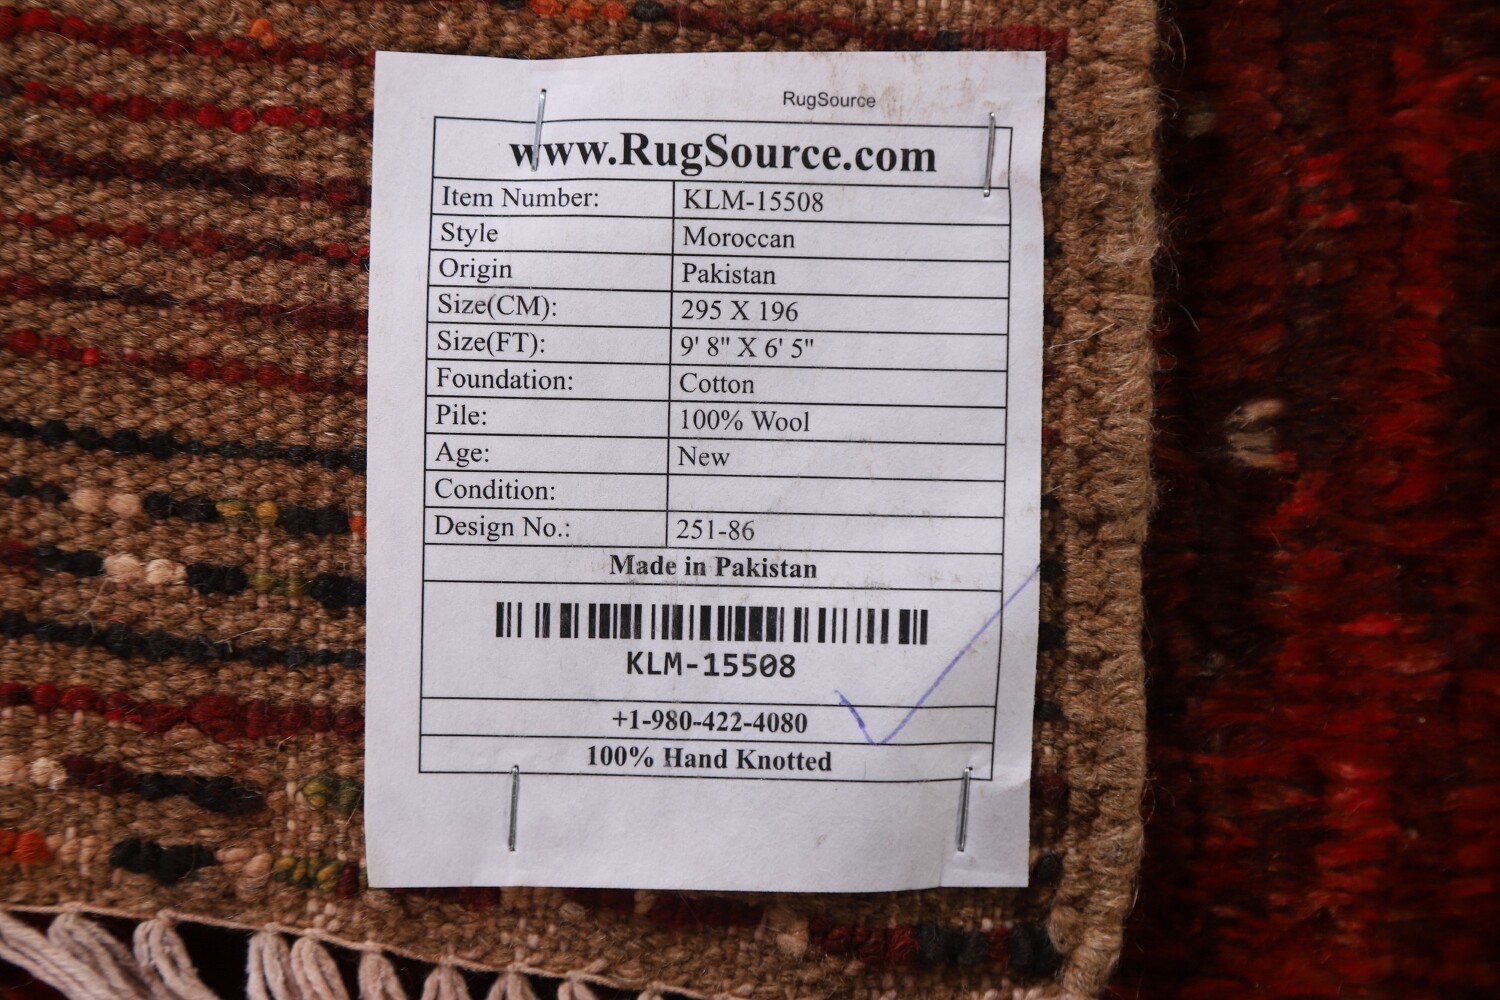 RugSource
www.RugSource.com
Item Number: KLM-15508
Style Moroccan
Origin Pakistan
Size(CM): 295 X 196
Size(FT): 9' 8" X 6' 5"
Foundation: Cotton
Pile: 100% Wool
Age: New
Condition:
Design No.: 251-86
Made in Pakistan
KLM-15508
+1-980-422-4080
100% Hand Knotted